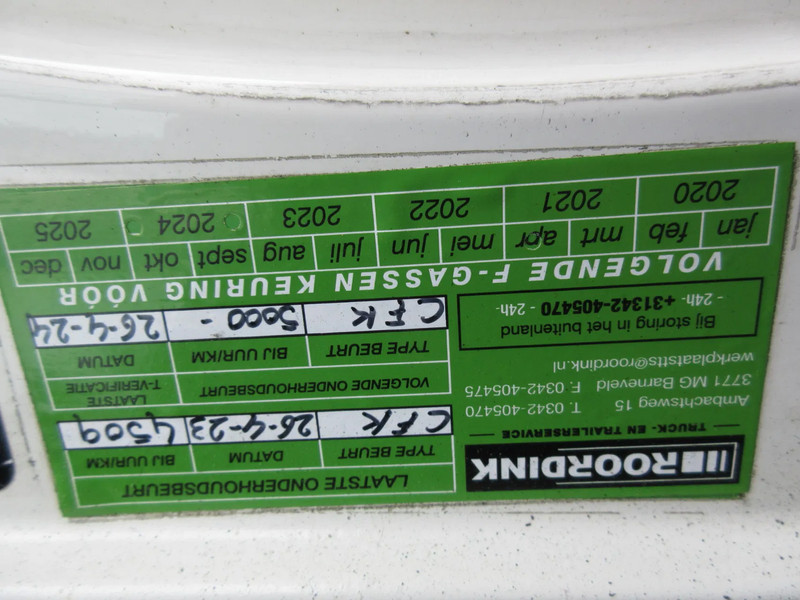 ROORDINK
TRUCK- EN TRAILERSERVICE
Ambachtsweg 15 T. 0342-405470
3771 MG Barneveld F. 0342-405475
werkplaatstts@roordink.nl
Bij storing in het buitenland
- 24h- +31342-405470 - 24h-
LAATSTE ONDERHOUDSBEURT
TYPE BEURT DATUM BIJ UUR/KM
CFK 26-4-23 4509
VOLGENDE ONDERHOUDSBEURT LAATSTE T-VERIFICATIE
TYPE BEURT BIJ UUR/KM DATUM
CFK 5000- 26-4-24
VOLGENDE F-GASSEN KEURING VÓÓR
jan feb mrt apr mei jun juli aug sept okt nov dec
2020 2021 2022 2023 2024 2025